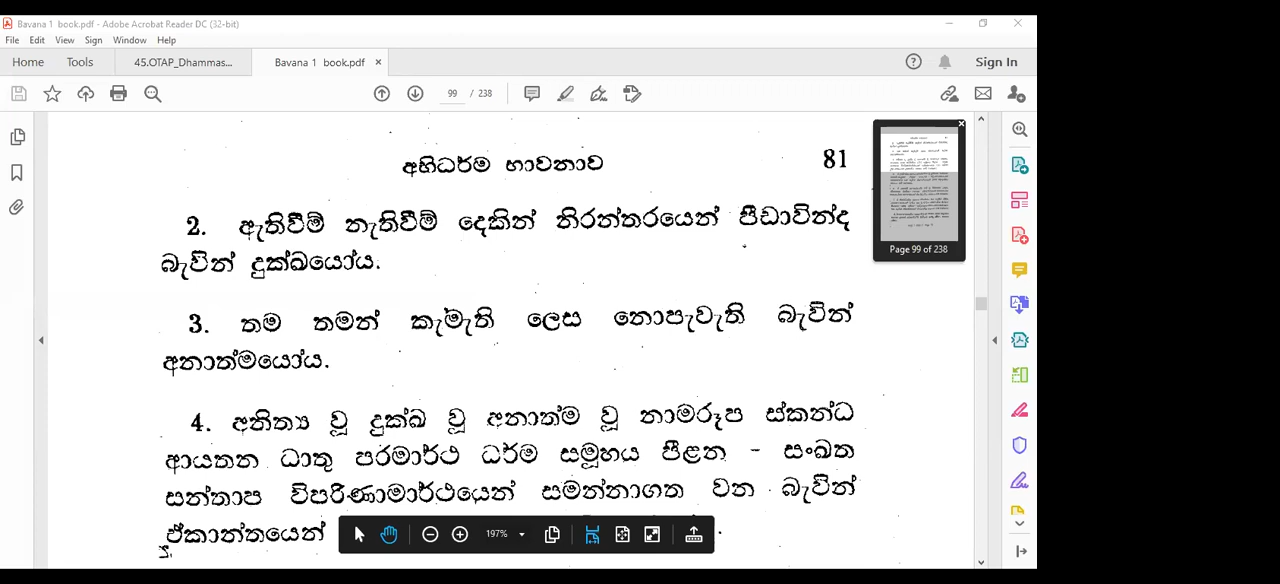 Bavana 1 book.pdf - Adobe Acrobat Reader DC (32-bit)
File Edit View Sign Window Help
Home Tools 45.OTAP_Dhammas... Bavana 1 book.pdf × Sign In
99 / 238
අභිධර්ම භාවනාව 81
2. ඇතිවීම් නැතිවීම් දෙකින් නිරන්තරයෙන් පීඩාවින්ද
බැවින් දුක්ඛයෝය.
3. තම තමන් කැමැති ලෙස නොපැවැති බැවින්
අනාත්මයෝය.
4. අනිත්‍ය වූ දුක්ඛ වූ අනාත්ම වූ නාමරූප ස්කන්ධ
ආයතන ධාතු පරමාර්ථ ධර්ම සමූහය පීළන - සංඛත
සන්තාප විපරිණාමාර්ථයෙන් සමන්නාගත වන බැවින්
ඒකාන්තයෙන්
Page 99 of 238
197%